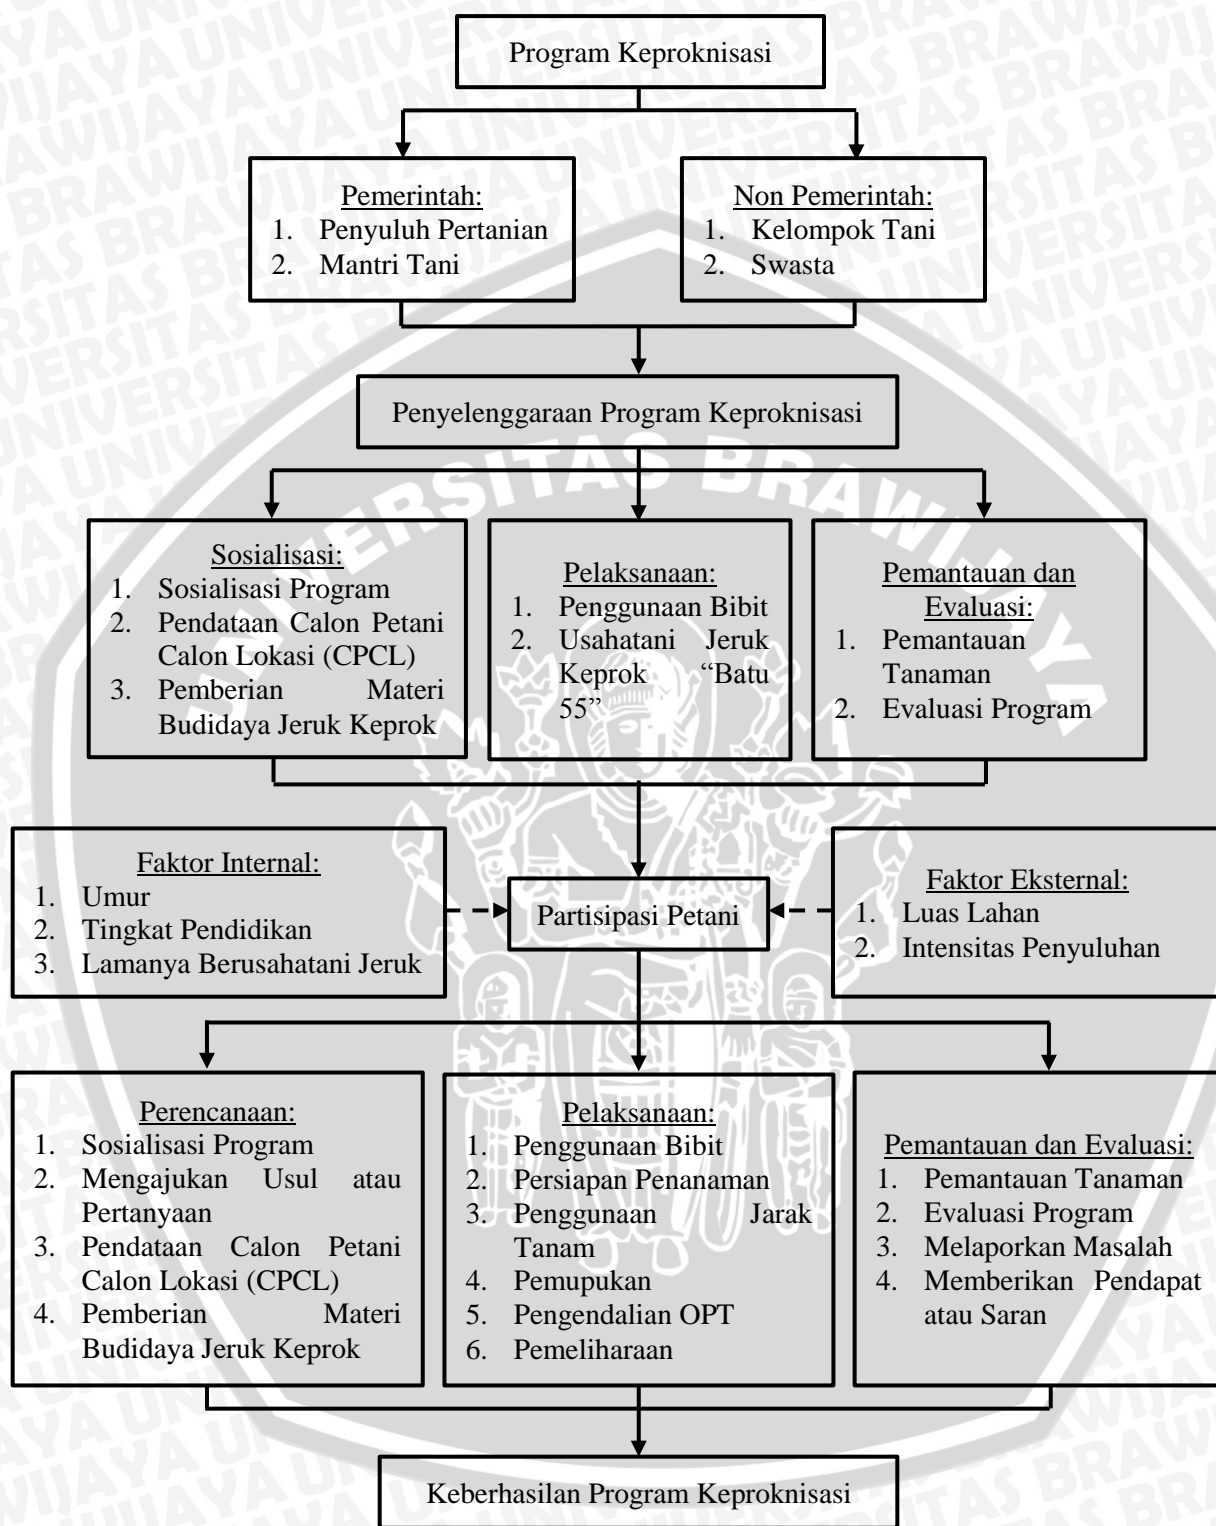 Program Keproknisasi
Pemerintah:
1. Penyuluh Pertanian
2. Mantri Tani
Non Pemerintah:
1. Kelompok Tani
2. Swasta
Penyelenggaraan Program Keproknisasi
Sosialisasi:
1. Sosialisasi Program
2. Pendataan Calon Petani
Calon Lokasi (CPCL)
3. Pemberian Materi
Budidaya Jeruk Keprok
Pelaksanaan:
1. Penggunaan Bibit
2. Usahatani Jeruk
Keprok “Batu
55”
Pemantauan dan
Evaluasi:
1. Pemantauan
Tanaman
2. Evaluasi Program
Faktor Internal:
1. Umur
2. Tingkat Pendidikan
3. Lamanya Berusahatani Jeruk
Partisipasi Petani
Faktor Eksternal:
1. Luas Lahan
2. Intensitas Penyuluhan
Perencanaan:
1. Sosialisasi Program
2. Mengajukan Usul atau
Pertanyaan
3. Pendataan Calon Petani
Calon Lokasi (CPCL)
4. Pemberian Materi
Budidaya Jeruk Keprok
Pelaksanaan:
1. Penggunaan Bibit
2. Persiapan Penanaman
3. Penggunaan Jarak
Tanam
4. Pemupukan
5. Pengendalian OPT
6. Pemeliharaan
Pemantauan dan Evaluasi:
1. Pemantauan Tanaman
2. Evaluasi Program
3. Melaporkan Masalah
4. Memberikan Pendapat
atau Saran
Keberhasilan Program Keproknisasi
UNIVERSITAS BRAWIJAYA